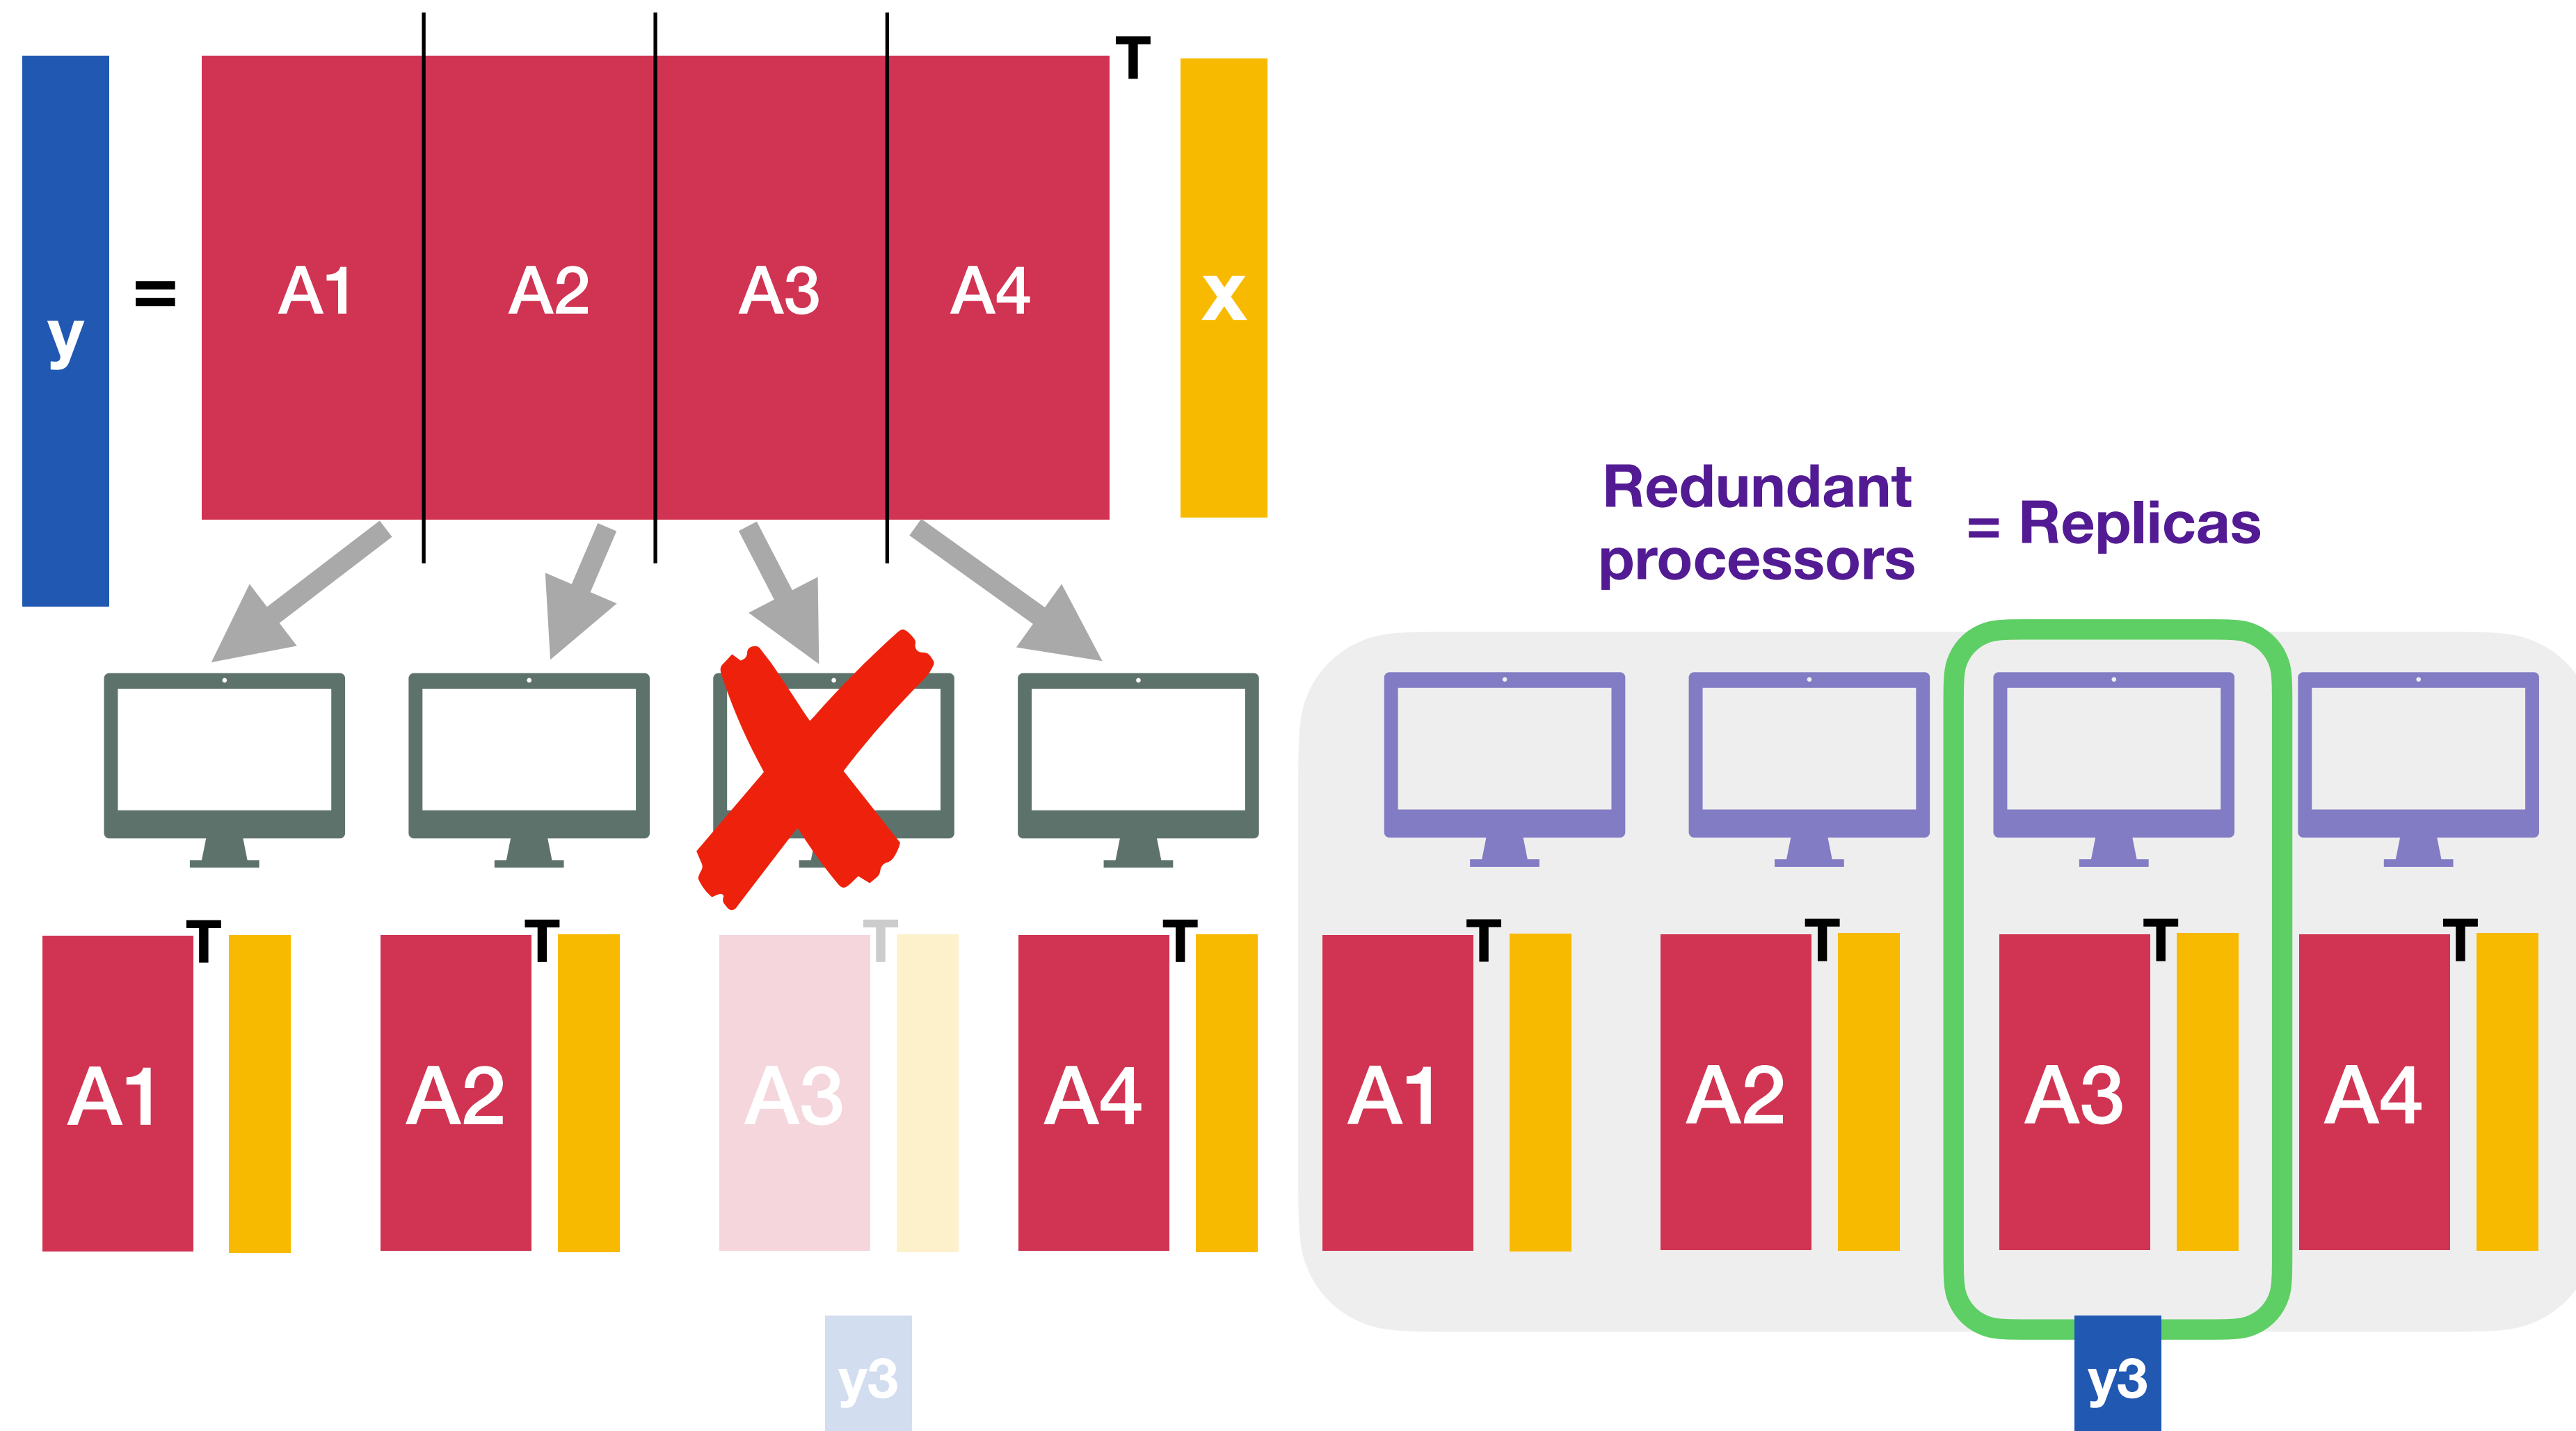 T
y
=
A1
A2
A3
A4
x
Redundant
processors
= Replicas
T
T
T
T
T
T
T
T
A1
A2
A3
A4
A1
A2
A3
A4
y3
y3